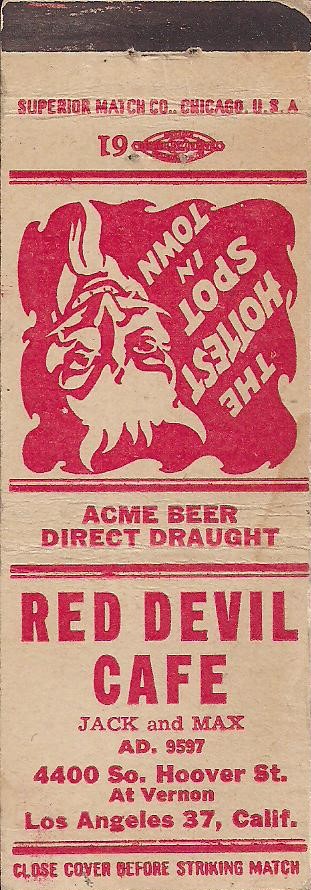 SUPERIOR MATCH CO., CHICAGO, U.S.A
61
THE
"HOTTEST"
SPOT
IN
TOWN
ACME BEER
DIRECT DRAUGHT
RED DEVIL
CAFE
JACK and MAX
AD. 9597
4400 So. Hoover St.
At Vernon
Los Angeles 37, Calif.
CLOSE COVER BEFORE STRIKING MATCH